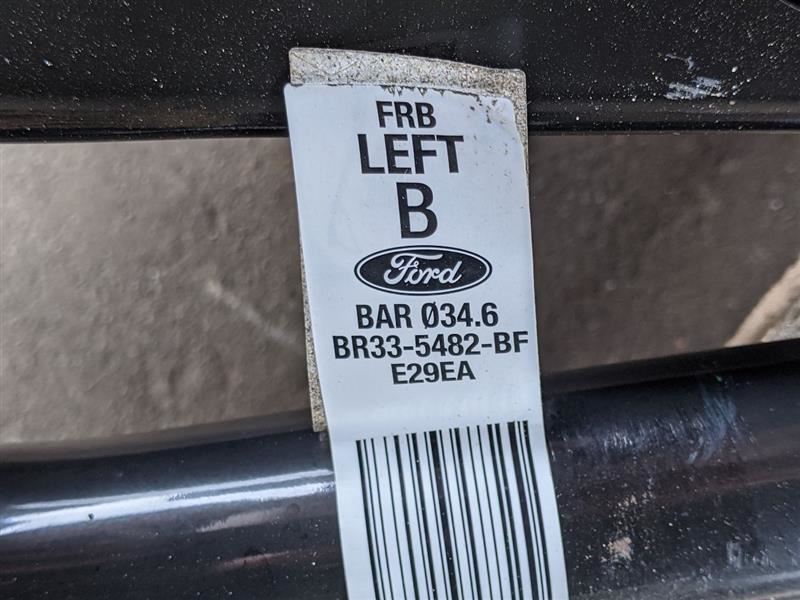 FRB
LEFT
B
Ford
BAR Ø34.6
BR33-5482-BF
E29EA